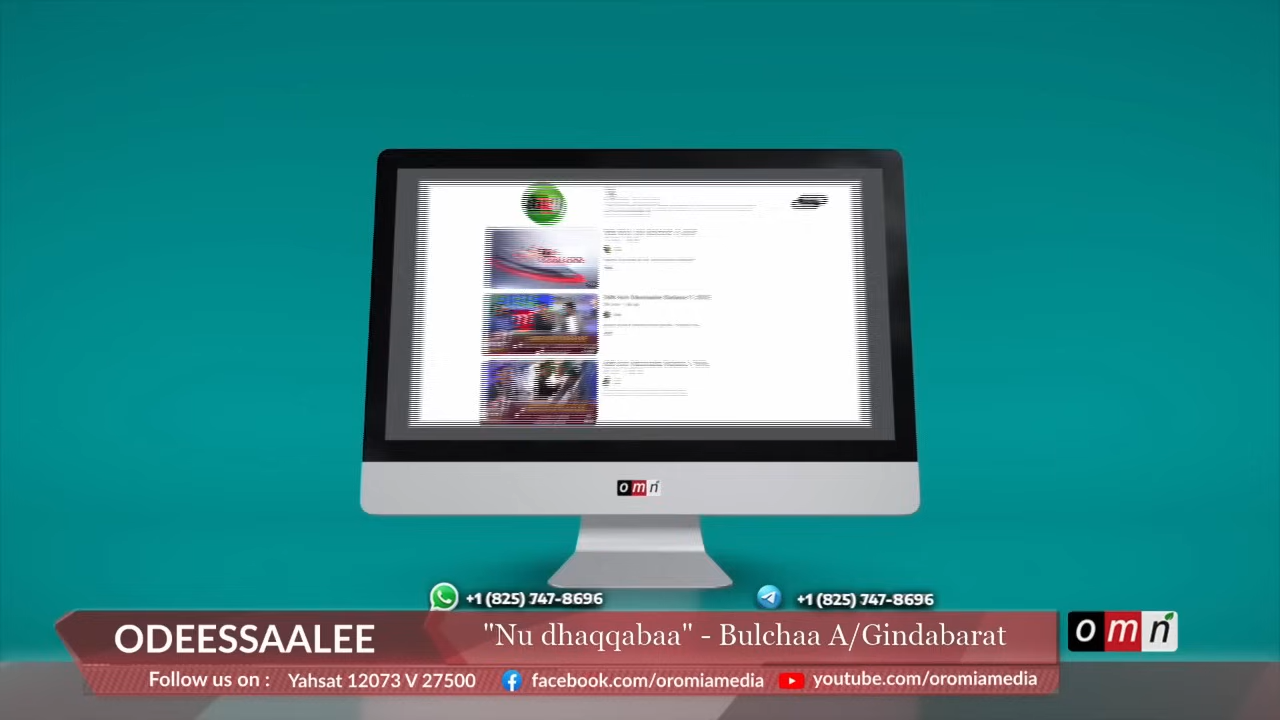 omn
+1 (825) 747-8696
+1 (825) 747-8696
ODEESSAALEE
"Nu dhaqqabaa" - Bulchaa A/Gindabarat
omn
Follow us on :
Yahsat 12073 V 27500
facebook.com/oromiamedia
youtube.com/oromiamedia